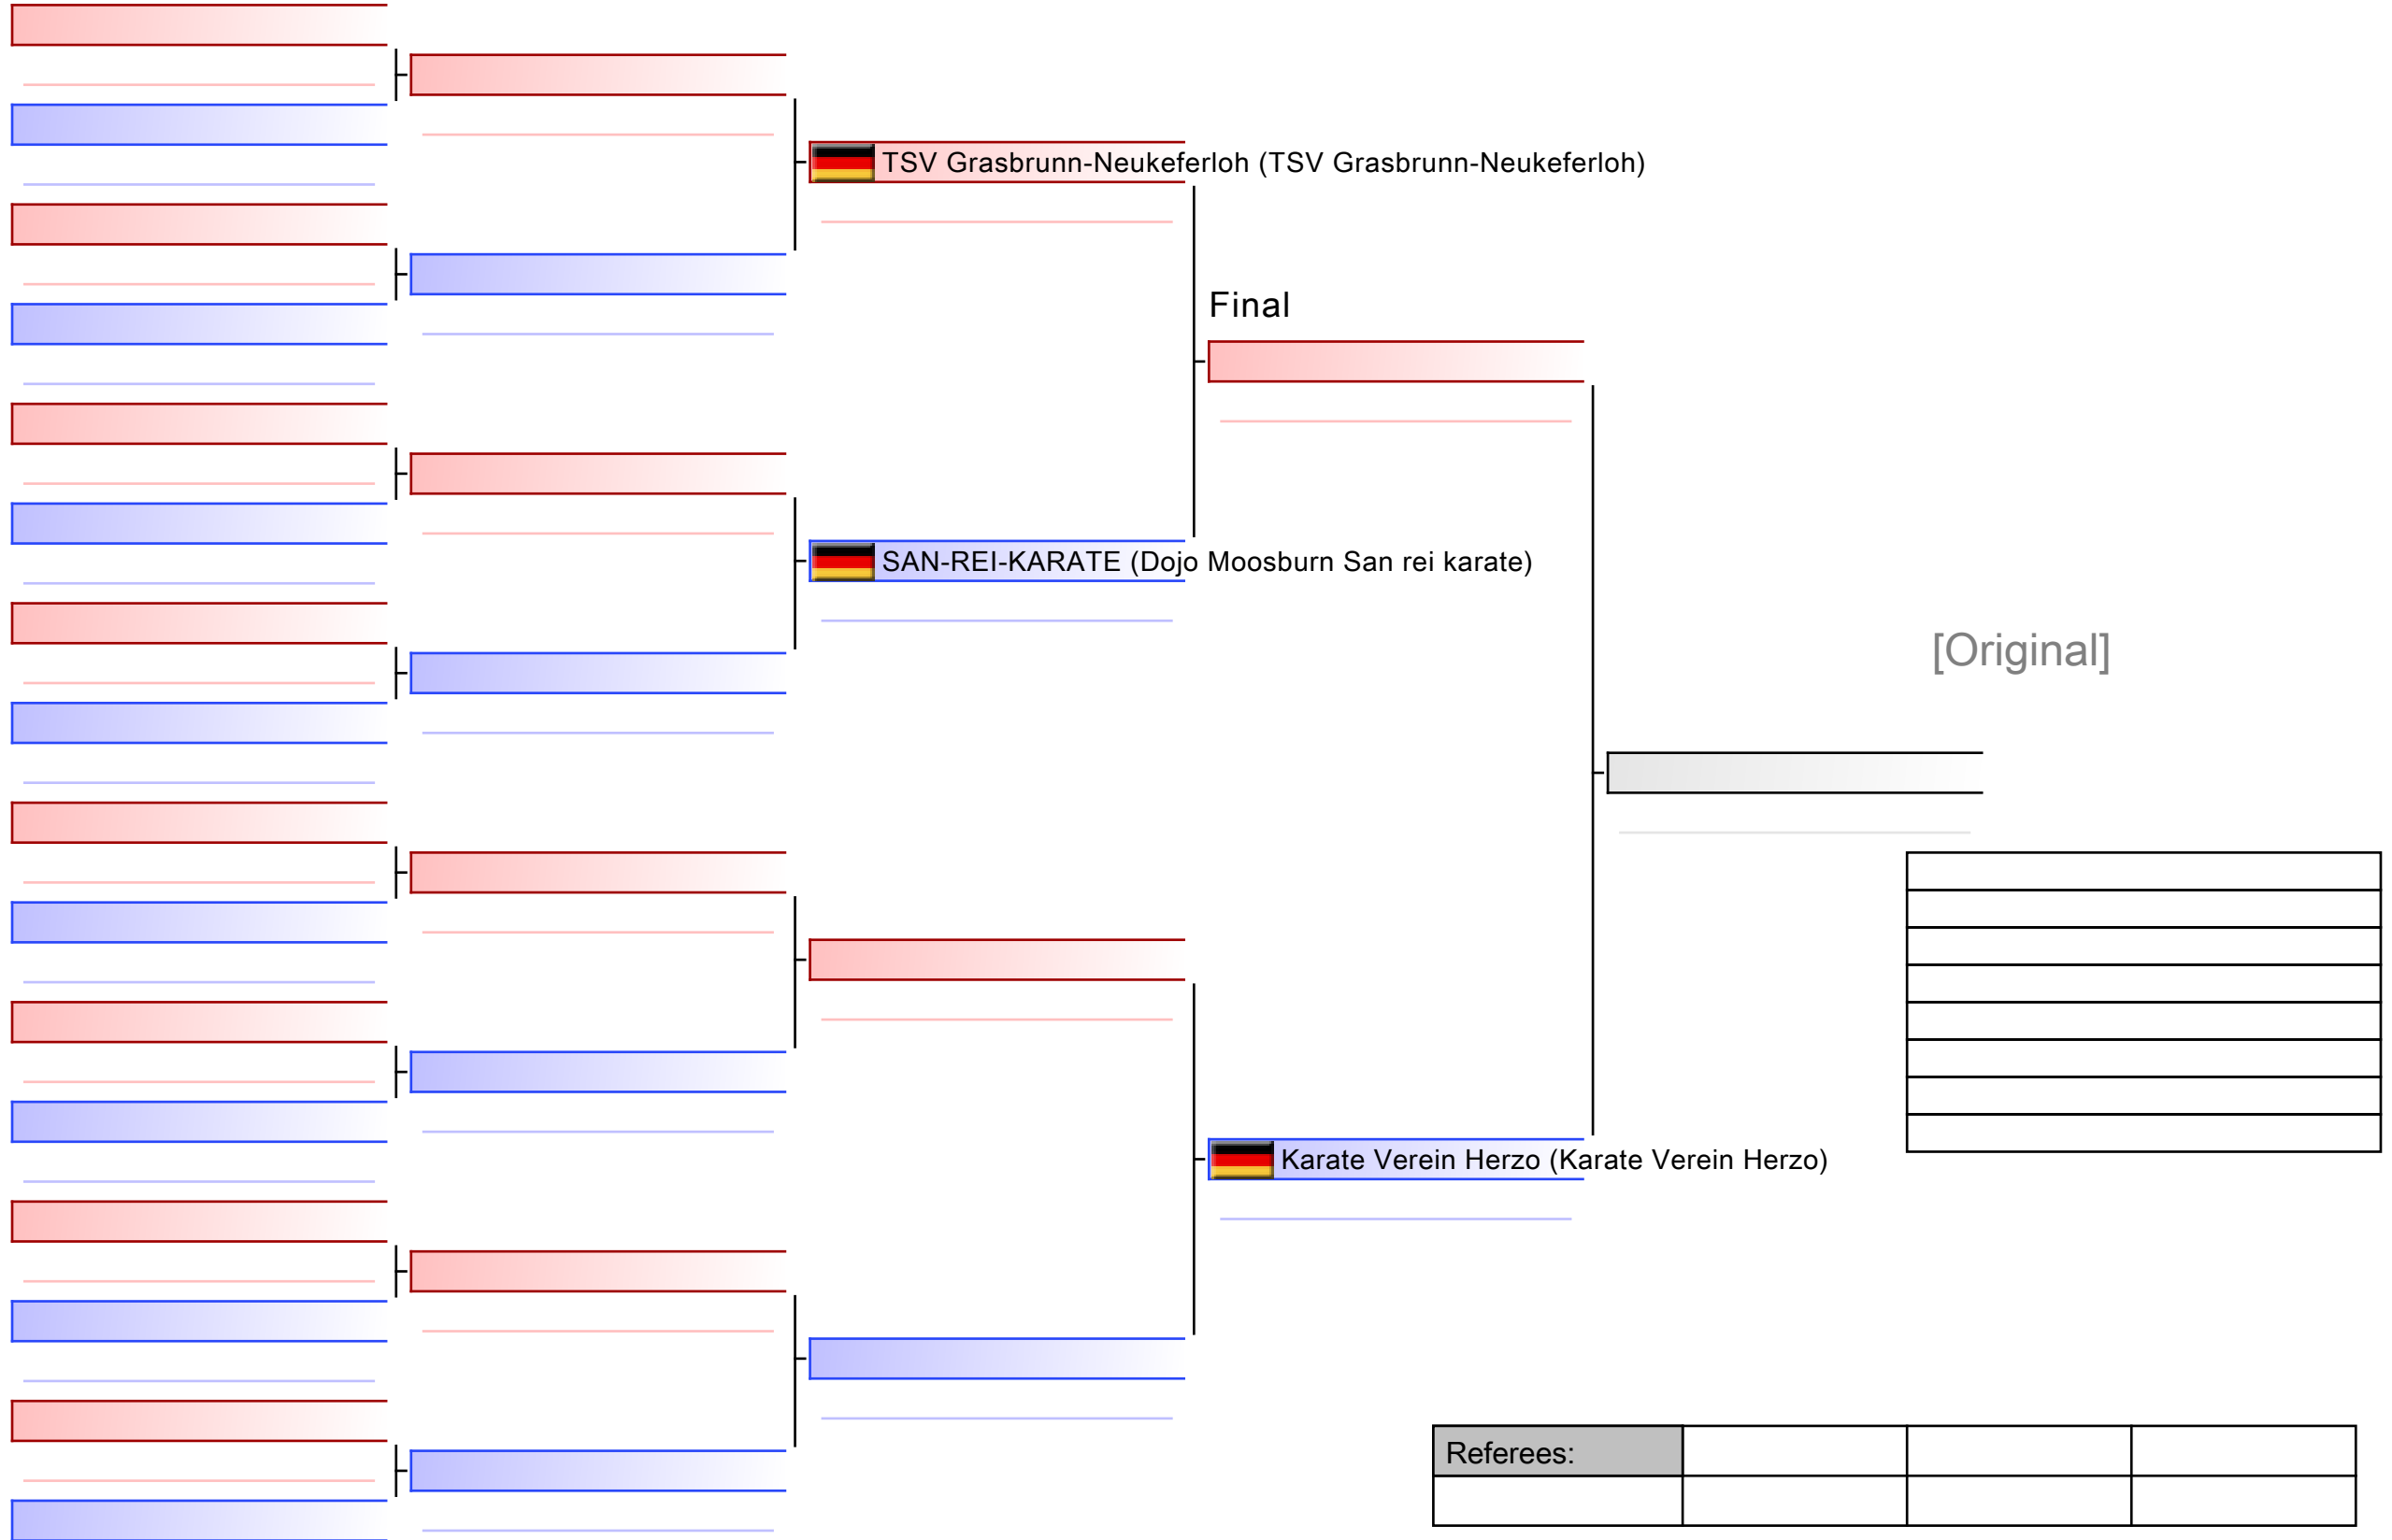 TSV Grasbrunn-Neukeferloh (TSV Grasbrunn-Neukeferloh)
Final
SAN-REI-KARATE (Dojo Moosburn San rei karate)
[Original]
Karate Verein Herzo (Karate Verein Herzo)
Referees: